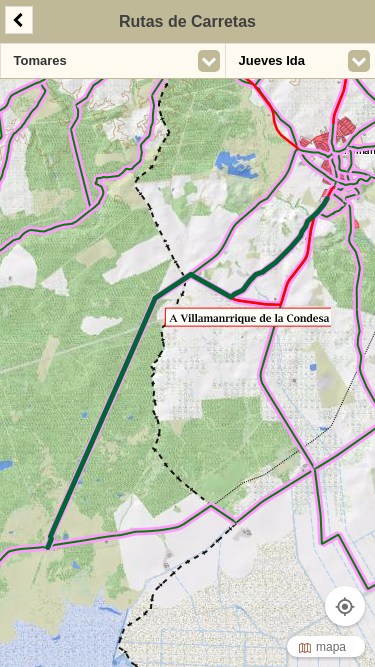 Rutas de Carretas
Tomares
Jueves Ida
A Villamanrrique de la Condesa
mapa